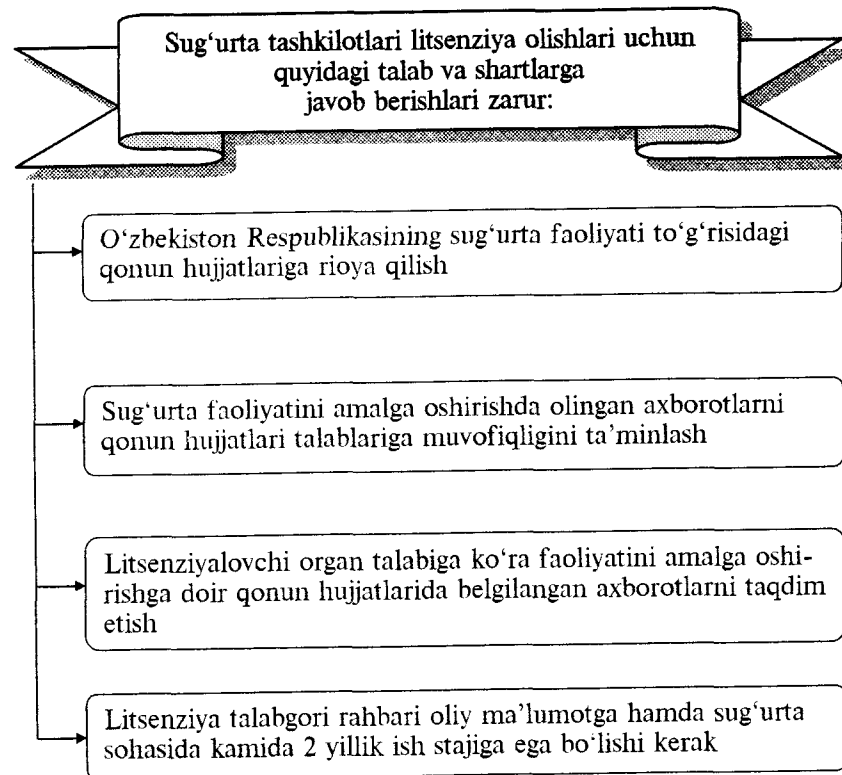 Sug‘urta tashkilotlari litsenziya olishlari uchun
quyidagi talab va shartlarga
javob berishlari zarur:
O‘zbekiston Respublikasining sug‘urta faoliyati to‘g‘risidagi
qonun hujjatlariga rioya qilish
Sug‘urta faoliyatini amalga oshirishda olingan axborotlarni
qonun hujjatlari talablariga muvofiqligini ta’minlash
Litsenziyalovchi organ talabiga ko‘ra faoliyatini amalga oshi-
rishga doir qonun hujjatlarida belgilangan axborotlarni taqdim
etish
Litsenziya talabgori rahbari oliy ma’lumotga hamda sug‘urta
sohasida kamida 2 yillik ish stajiga ega bo‘lishi kerak